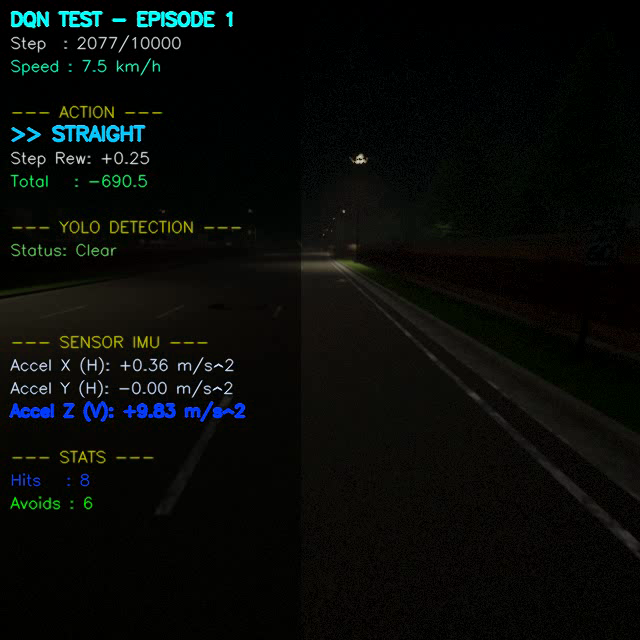 DQN TEST - EPISODE 1
Step  : 2077/10000
Speed : 7.5 km/h
--- ACTION ---
>> STRAIGHT
Step Rew: +0.25
Total   : -690.5
--- YOLO DETECTION ---
Status: Clear
--- SENSOR IMU ---
Accel X (H): +0.36 m/s^2
Accel Y (H): -0.00 m/s^2
Accel Z (V): +9.83 m/s^2
--- STATS ---
Hits   : 8
Avoids : 6